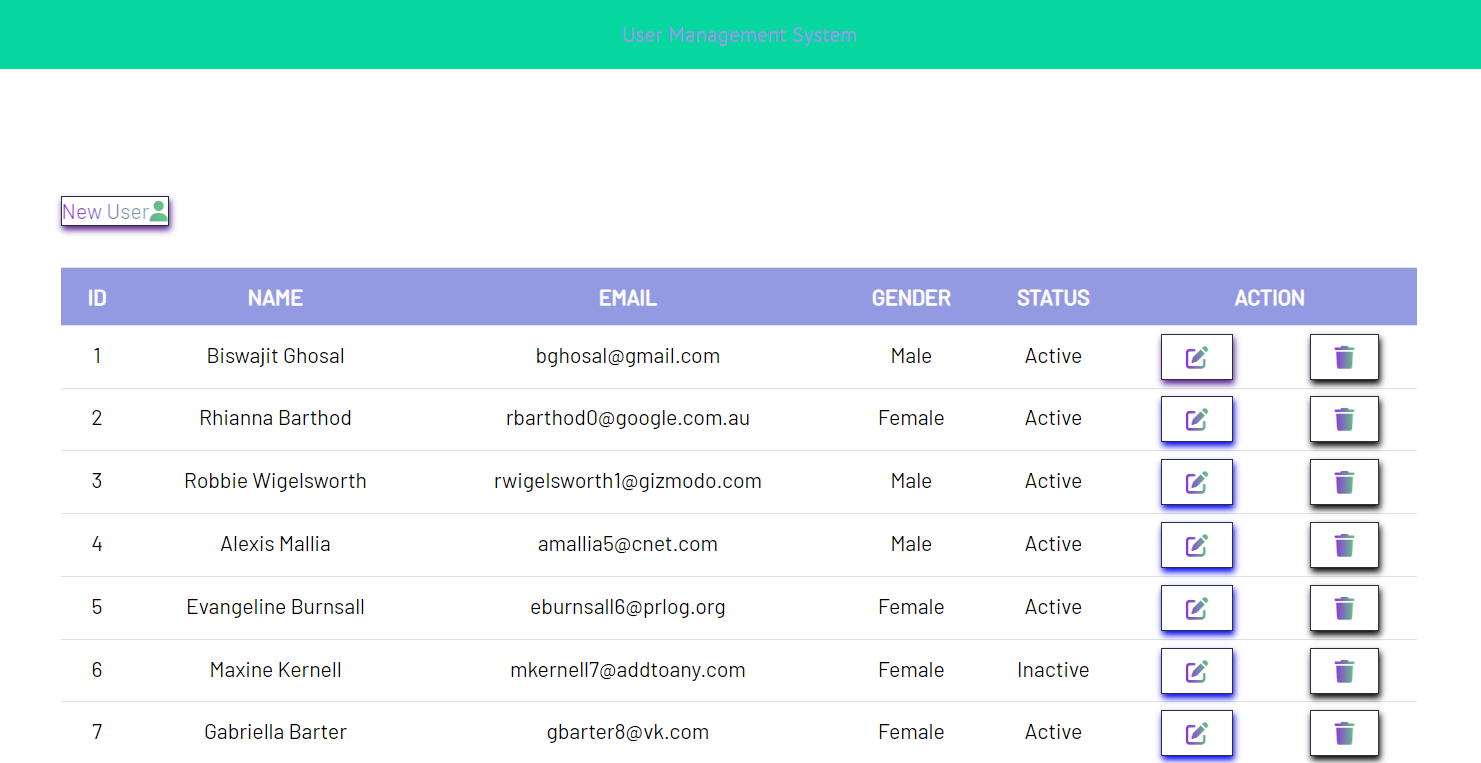 User Management System
New User
ID NAME EMAIL GENDER STATUS ACTION
1 Biswajit Ghosal bghosal@gmail.com Male Active
2 Rhianna Barthod rbarthod0@google.com.au Female Active
3 Robbie Wigelsworth rwigelsworth1@gizmodo.com Male Active
4 Alexis Mallia amallia5@cnet.com Male Active
5 Evangeline Burnsall eburnsall6@prlog.org Female Active
6 Maxine Kernell mkernell7@addtoany.com Female Inactive
7 Gabriella Barter gbarter8@vk.com Female Active